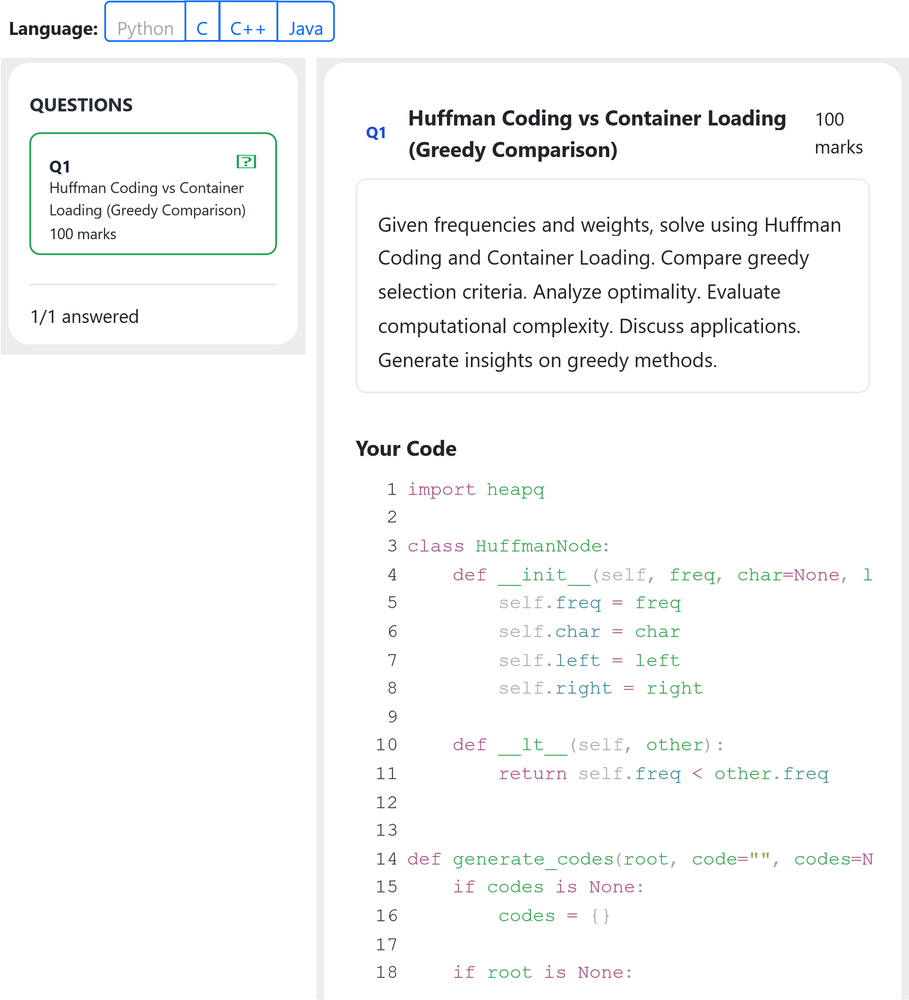 Language: Python C C++ Java
QUESTIONS
Q1
Huffman Coding vs Container
Loading (Greedy Comparison)
100 marks
1/1 answered
Q1
Huffman Coding vs Container Loading
(Greedy Comparison)
100
marks
Given frequencies and weights, solve using Huffman
Coding and Container Loading. Compare greedy
selection criteria. Analyze optimality. Evaluate
computational complexity. Discuss applications.
Generate insights on greedy methods.
Your Code
1 import heapq
2
3 class HuffmanNode:
4     def __init__(self, freq, char=None, l
5         self.freq = freq
6         self.char = char
7         self.left = left
8         self.right = right
9
10     def __lt__(self, other):
11         return self.freq < other.freq
12
13
14 def generate_codes(root, code="", codes=N
15     if codes is None:
16         codes = {}
17
18     if root is None: